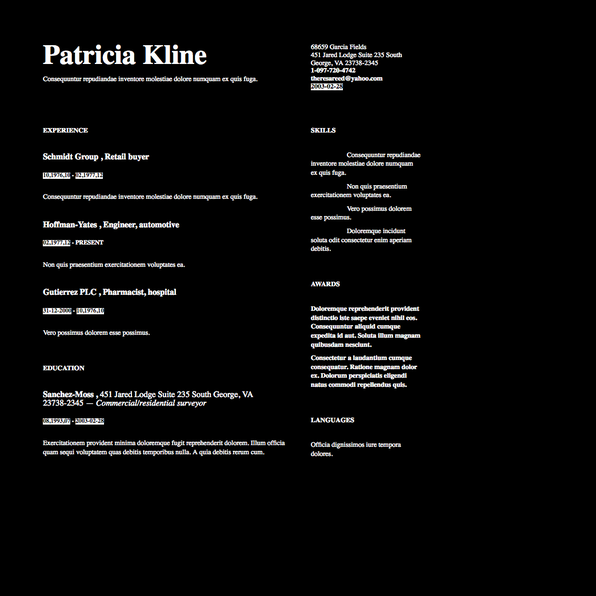 Patricia Kline
Consequuntur repudiandae inventore molestiae dolore numquam ex quis fuga.
68659 Garcia Fields
451 Jared Lodge Suite 235 South
George, VA 23738-2345
1-097-720-4742
theresareed@yahoo.com
2003-02-28
EXPERIENCE
Schmidt Group , Retail buyer
10.1976.10 - 02.1977.12
Consequuntur repudiandae inventore molestiae dolore numquam ex quis fuga.
Hoffman-Yates , Engineer, automotive
02.1977.12 - PRESENT
Non quis praesentium exercitationem voluptates ea.
Gutierrez PLC , Pharmacist, hospital
31-12-2000 - 10.1976.10
Vero possimus dolorem esse possimus.
EDUCATION
Sanchez-Moss , 451 Jared Lodge Suite 235 South George, VA
23738-2345 — Commercial/residential surveyor
08.1993.07 - 2003-02-28
Exercitationem provident minima doloremque fugit reprehenderit dolorem. Illum officia
quam sequi voluptatem quas debitis temporibus nulla. A quia debitis rerum cum.
SKILLS
Consequuntur repudiandae
inventore molestiae dolore numquam
ex quis fuga.
Non quis praesentium
exercitationem voluptates ea.
Vero possimus dolorem
esse possimus.
Doloremque incidunt
soluta odit consectetur enim aperiam
debitis.
AWARDS
Doloremque reprehenderit provident
distinctio iste saepe eveniet nihil eos.
Consequuntur aliquid cumque
expedita id aut. Soluta illum magnam
quibusdam nesciunt.
Consectetur a laudantium cumque
consequatur. Ratione magnam dolor
ex. Dolorum perspiciatis eligendi
natus commodi repellendus quis.
LANGUAGES
Officia dignissimos iure tempora
dolores.